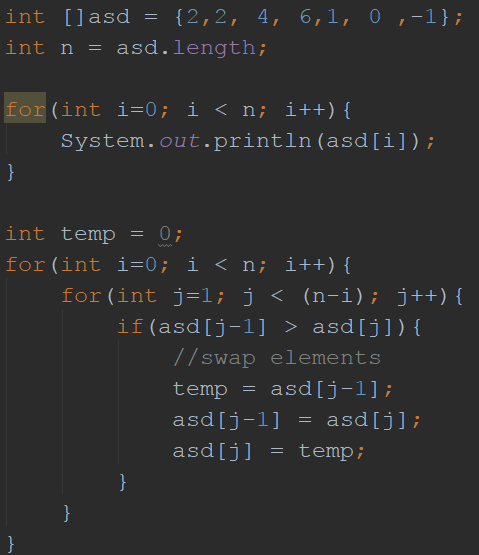 int []asd = {2,2, 4, 6,1, 0 ,-1};
int n = asd.length;

for(int i=0; i < n; i++){
    System.out.println(asd[i]);
}

int temp = 0;
for(int i=0; i < n; i++){
    for(int j=1; j < (n-i); j++){
        if(asd[j-1] > asd[j]){
            //swap elements
            temp = asd[j-1];
            asd[j-1] = asd[j];
            asd[j] = temp;
        }
    }
}